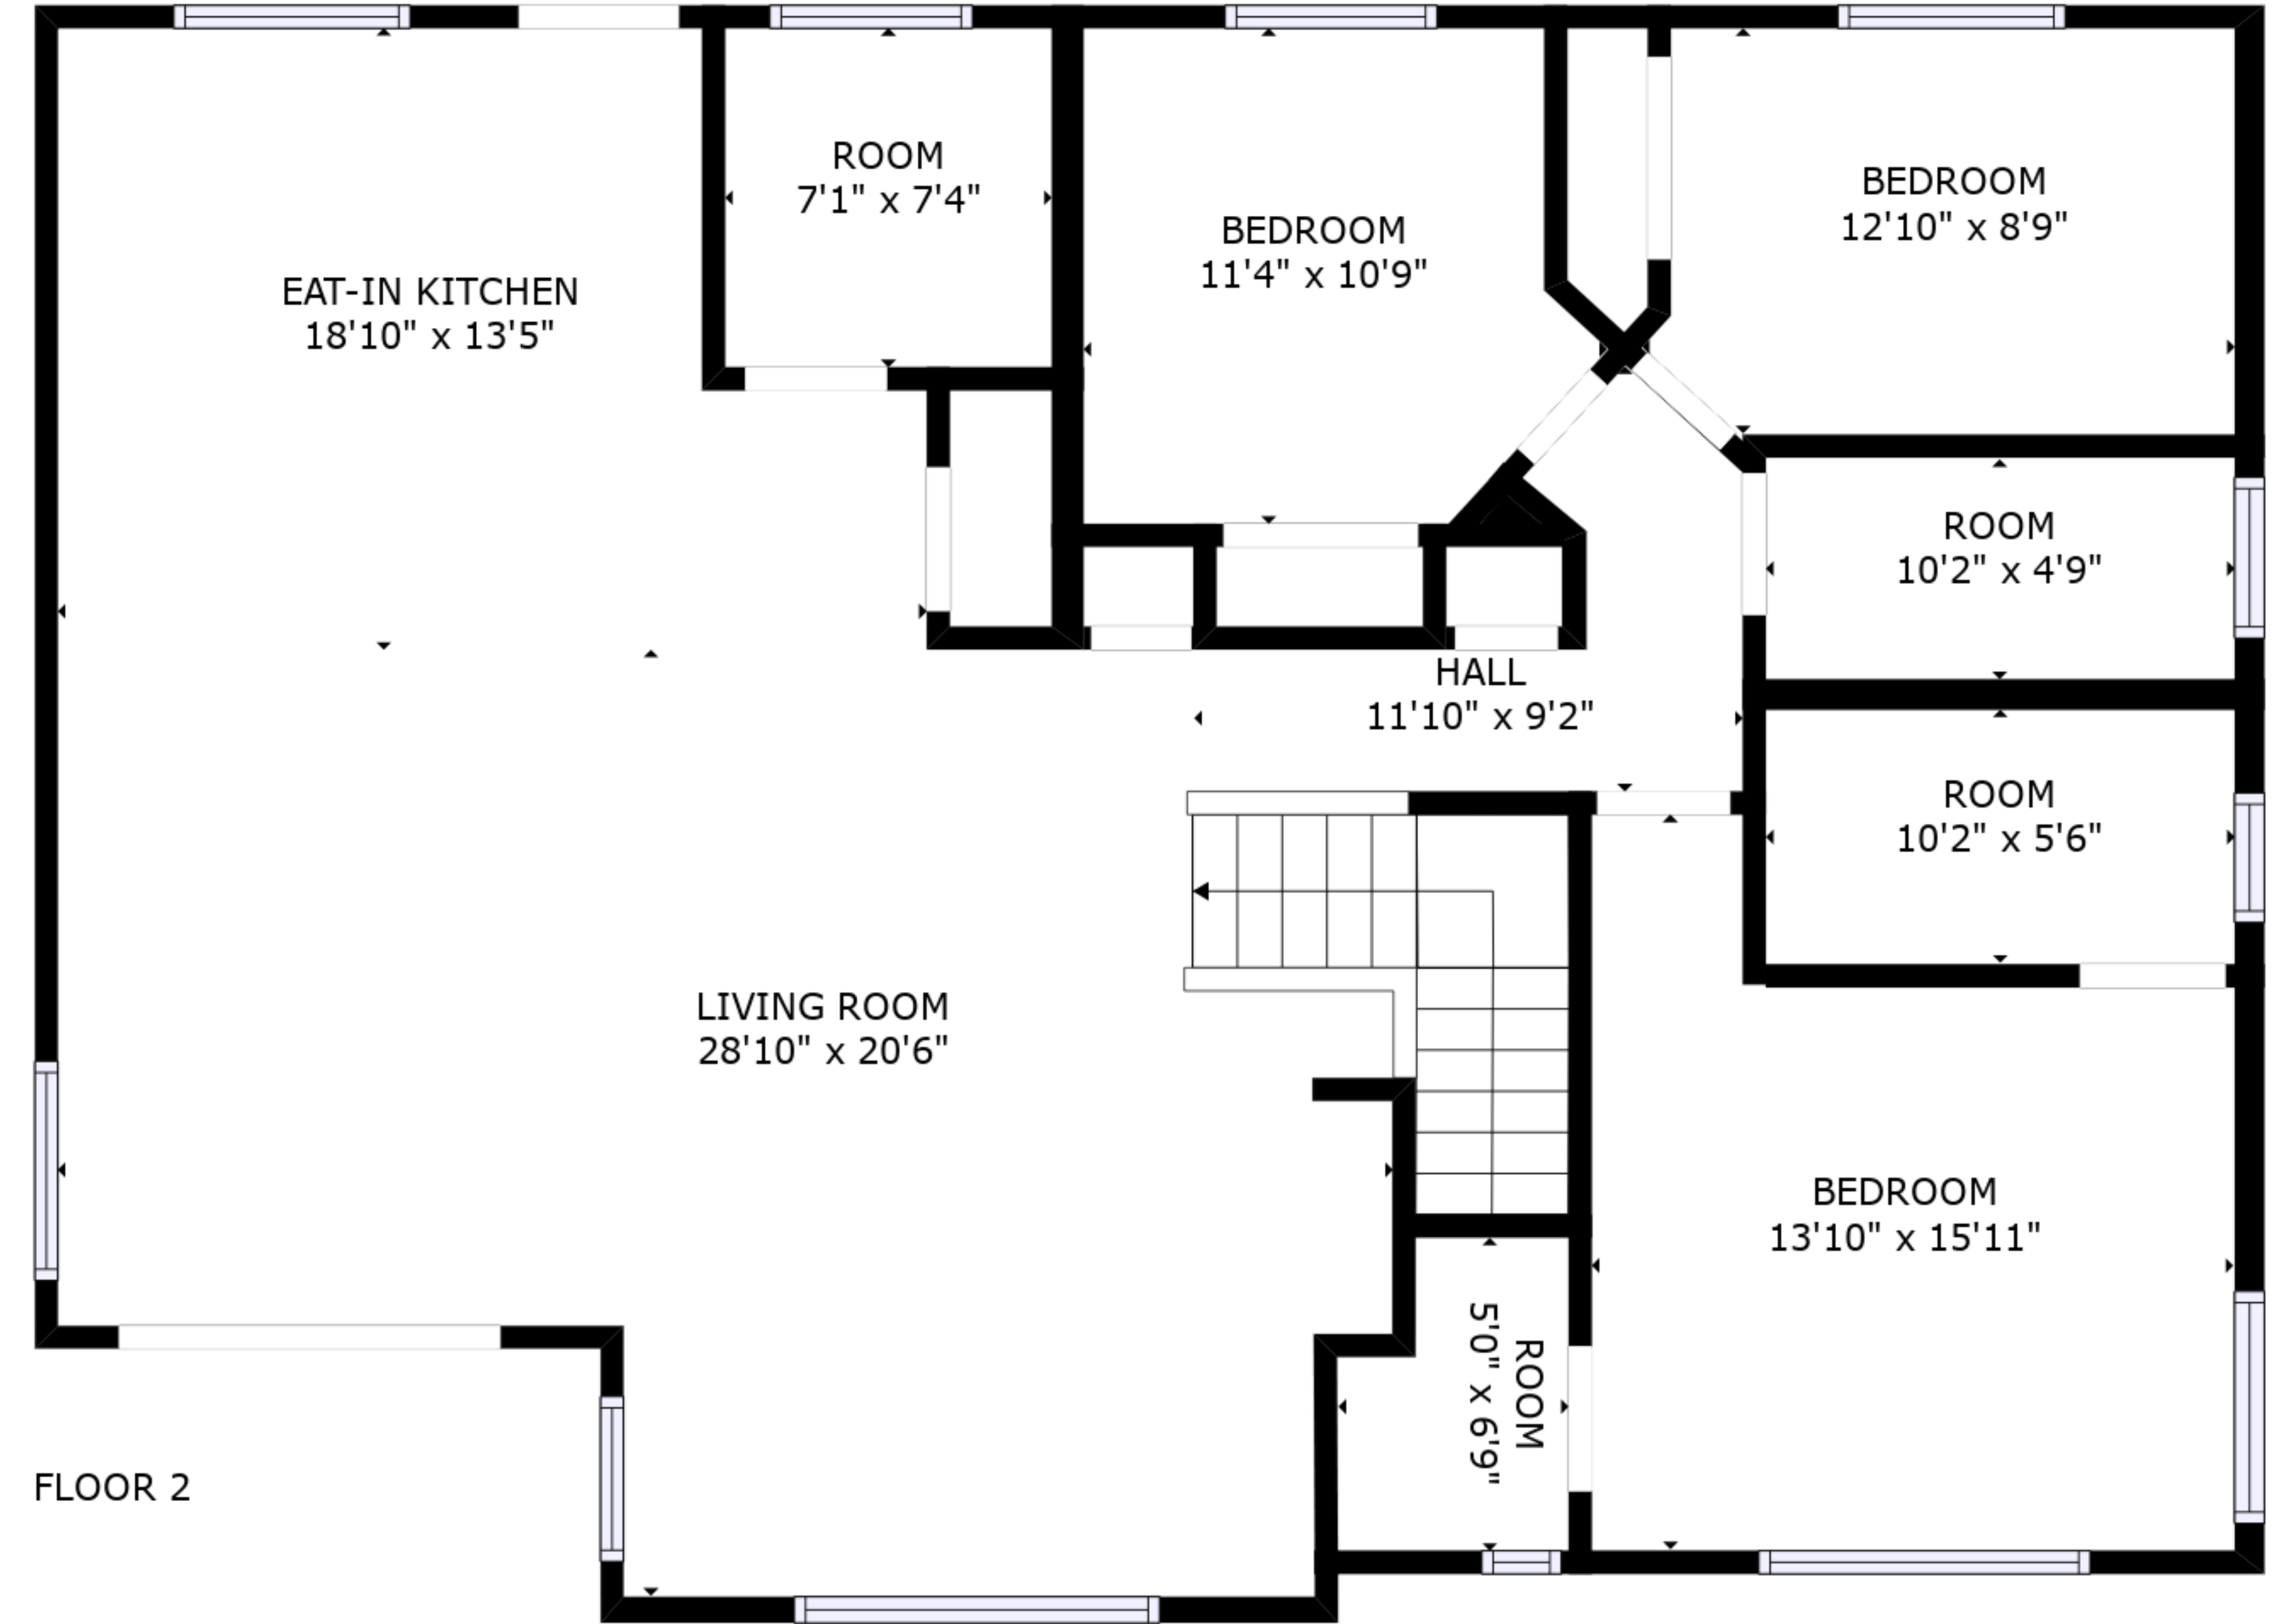 ROOM
7'1" x 7'4"
BEDROOM
12'10" x 8'9"
BEDROOM
11'4" x 10'9"
EAT-IN KITCHEN
18'10" x 13'5"
ROOM
10'2" x 4'9"
HALL
11'10" x 9'2"
ROOM
10'2" x 5'6"
LIVING ROOM
28'10" x 20'6"
BEDROOM
13'10" x 15'11"
ROOM
5'0" x 6'9"
FLOOR 2